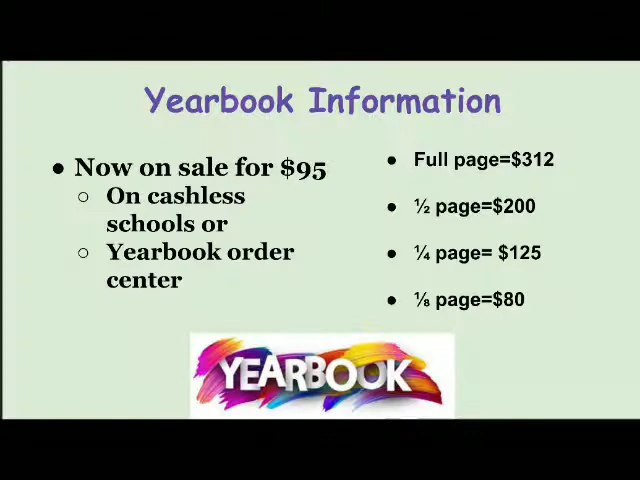 Yearbook Information
● Now on sale for $95
○ On cashless
schools or
○ Yearbook order
center
● Full page=$312
● ½ page=$200
● ¼ page= $125
● ⅛ page=$80
YEARBOOK